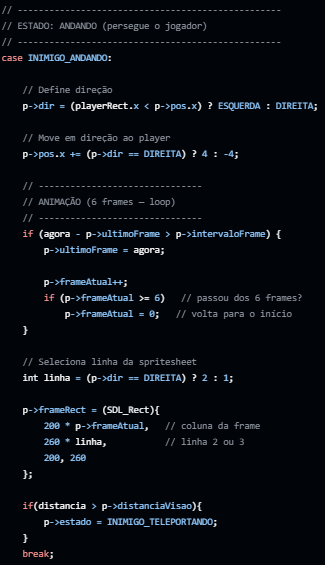 // -------------------------------------------------
// ESTADO: ANDANDO (persegue o jogador)
// -------------------------------------------------
case INIMIGO_ANDANDO:
// Define direção
p->dir = (playerRect.x < p->pos.x) ? ESQUERDA : DIREITA;
// Move em direção ao player
p->pos.x += (p->dir == DIREITA) ? 4 : -4;
// ------------------------------
// ANIMAÇÃO (6 frames — loop)
// ------------------------------
if (agora - p->ultimoFrame > p->intervaloFrame) {
p->ultimoFrame = agora;
p->frameAtual++;
if (p->frameAtual >= 6)   // passou dos 6 frames?
p->frameAtual = 0;   // volta para o início
}
// Seleciona linha da spritesheet
int linha = (p->dir == DIREITA) ? 2 : 1;
p->frameRect = (SDL_Rect){
200 * p->frameAtual,   // coluna da frame
260 * linha,           // linha 2 ou 3
200, 260
};
if(distancia > p->distanciaVisao){
p->estado = INIMIGO_TELEPORTANDO;
}
break;